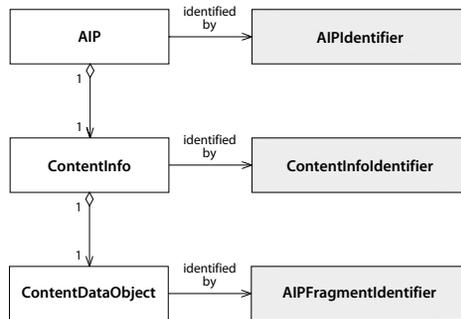 identified
by
AIP
AIPIdentifier
1
1
identified
by
ContentInfo
ContentInfoIdentifier
1
1
identified
by
ContentDataObject
AIPFragmentIdentifier